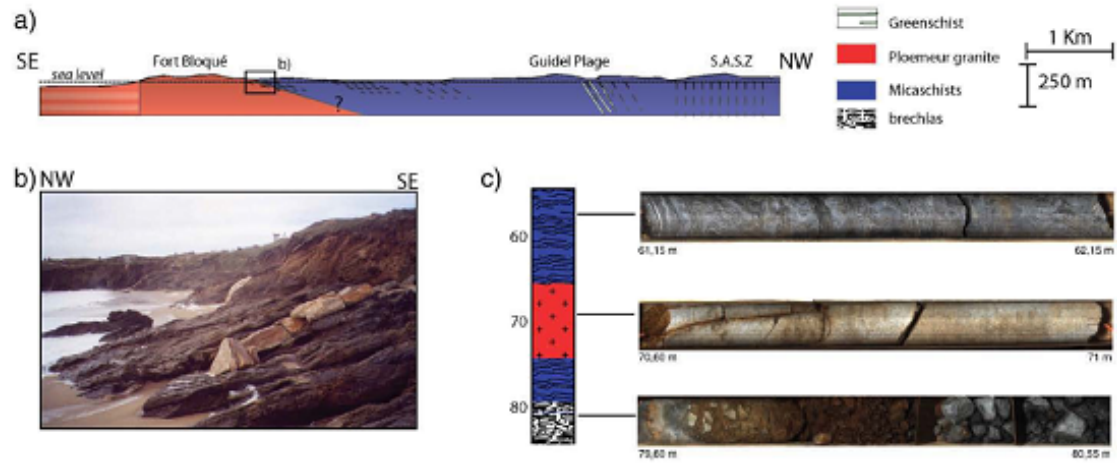 a)
SE
Fort Bloqué
b)
Guidel Plage
S.A.S.Z
NW
sea level
?
Greenschist
Ploemeur granite
Micaschists
brechlas
1 Km
250 m
b) NW
SE
c)
60
70
80
61,15 m
62,15 m
70,60 m
71 m
79,60 m
80,55 m